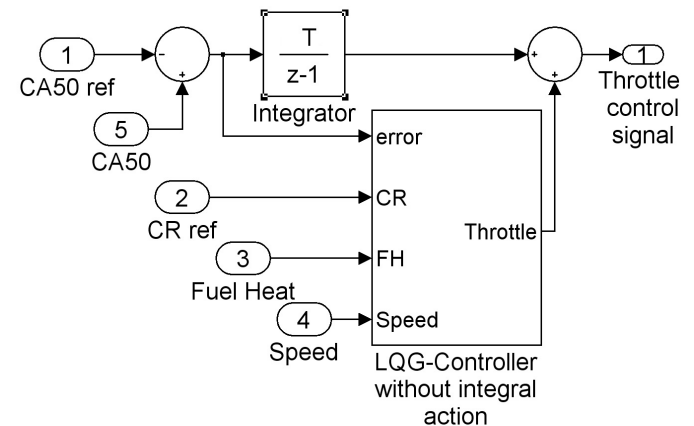 1
CA50 ref
-
+
T
z-1
Integrator
+
+
1
Throttle
control
signal
5
CA50
error
2
CR ref
CR
Throttle
3
Fuel Heat
FH
4
Speed
Speed
LQG-Controller
without integral
action